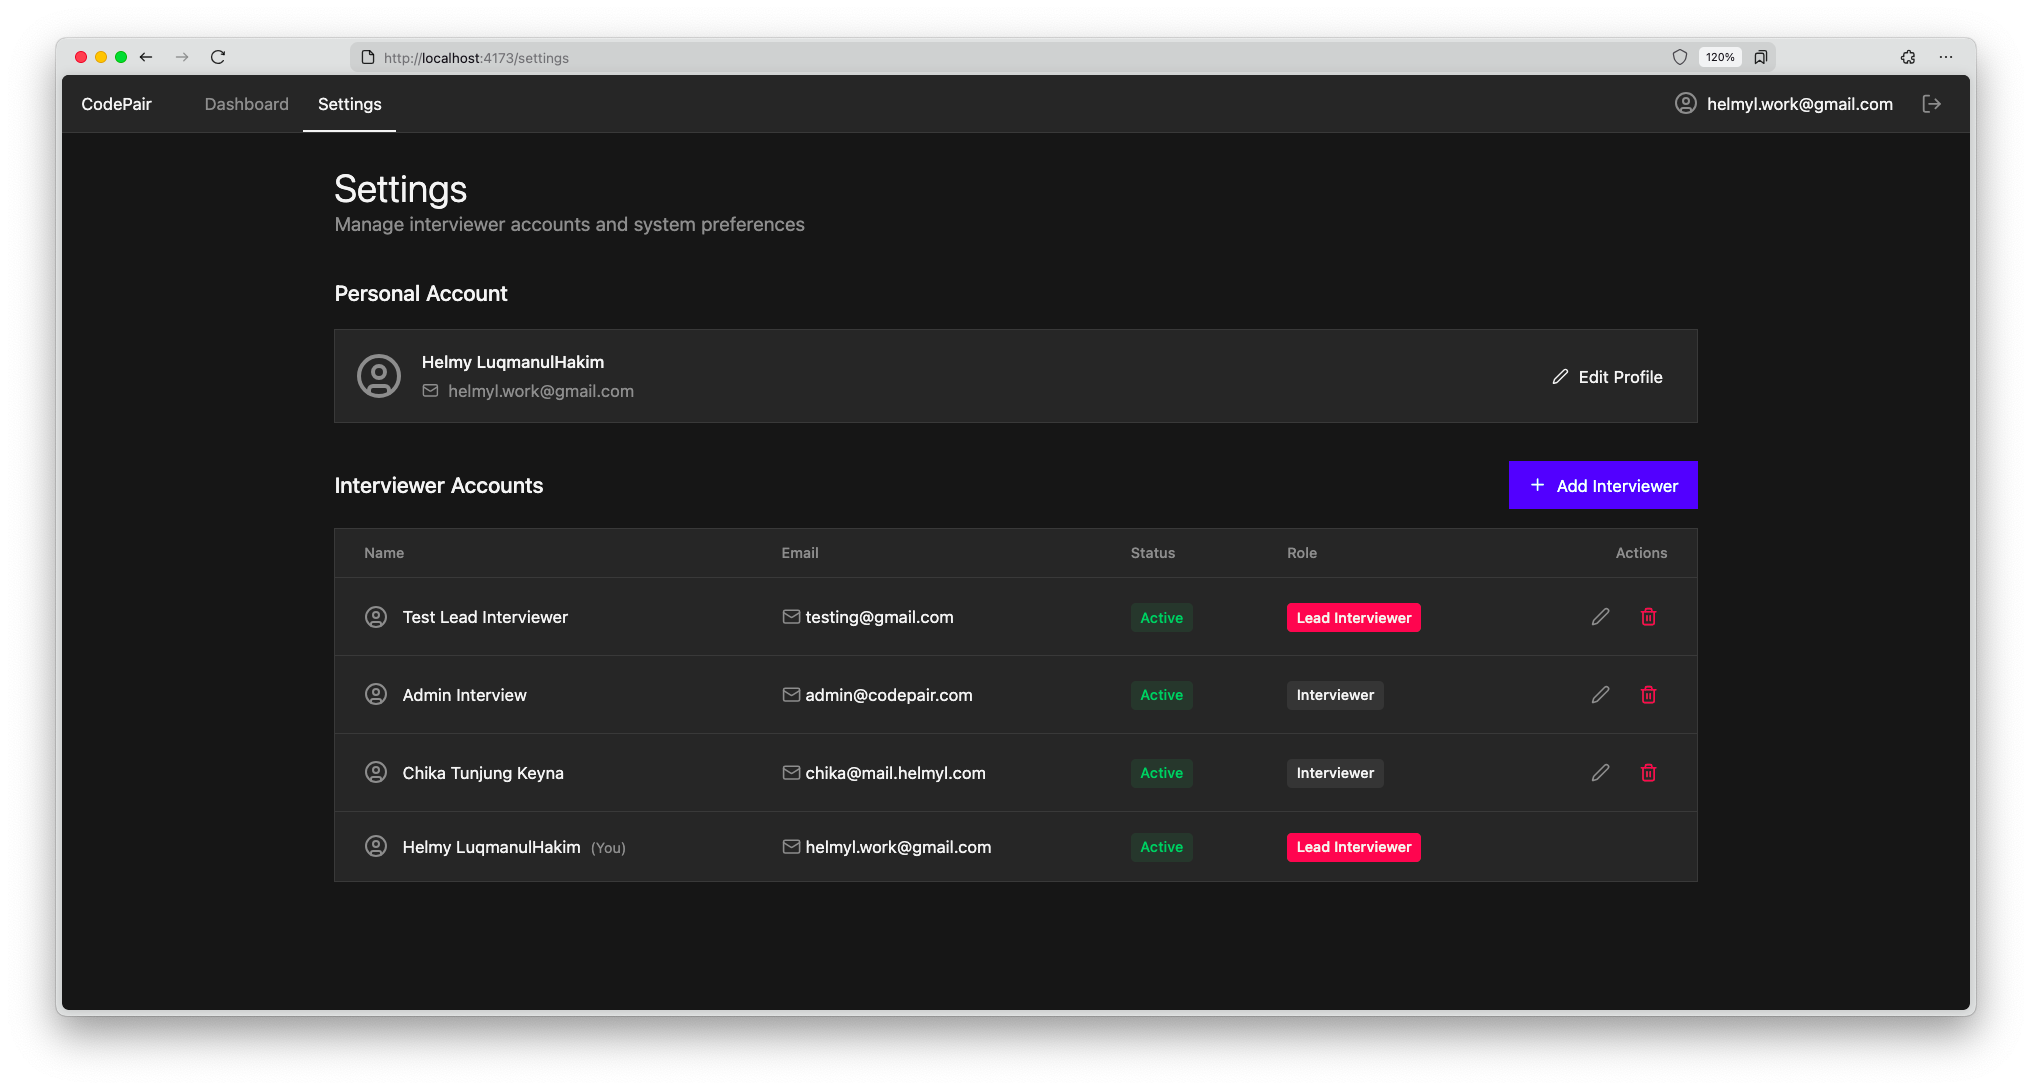 http://localhost:4173/settings 120%
CodePair Dashboard Settings helmyl.work@gmail.com
Settings
Manage interviewer accounts and system preferences
Personal Account
Helmy LuqmanulHakim
helmyl.work@gmail.com
Edit Profile
Interviewer Accounts
Add Interviewer
Name Email Status Role Actions
Test Lead Interviewer testing@gmail.com Active Lead Interviewer
Admin Interview admin@codepair.com Active Interviewer
Chika Tunjung Keyna chika@mail.helmyl.com Active Interviewer
Helmy LuqmanulHakim (You) helmyl.work@gmail.com Active Lead Interviewer